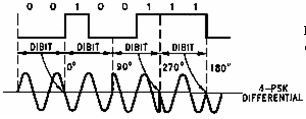 0 0 1 0 0 1 1 1
DIBIT DIBIT DIBIT DIBIT
0° 90° 270° 180°
4-PSK
DIFFERENTIAL